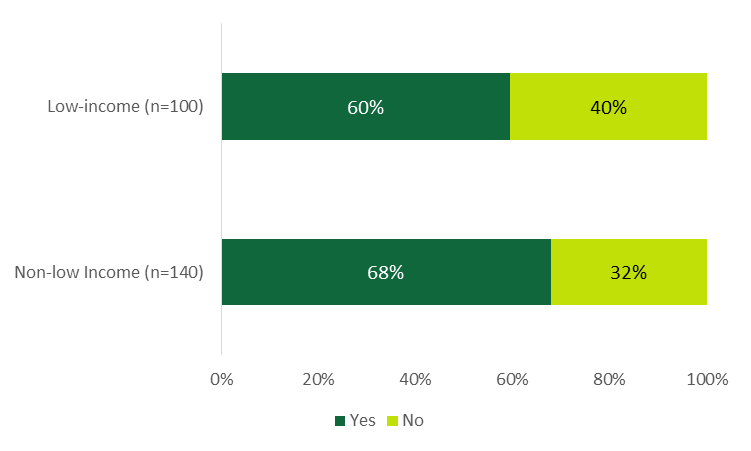 Low-income (n=100)
60%
40%
Non-low Income (n=140)
68%
32%
0%
20%
40%
60%
80%
100%
Yes
No